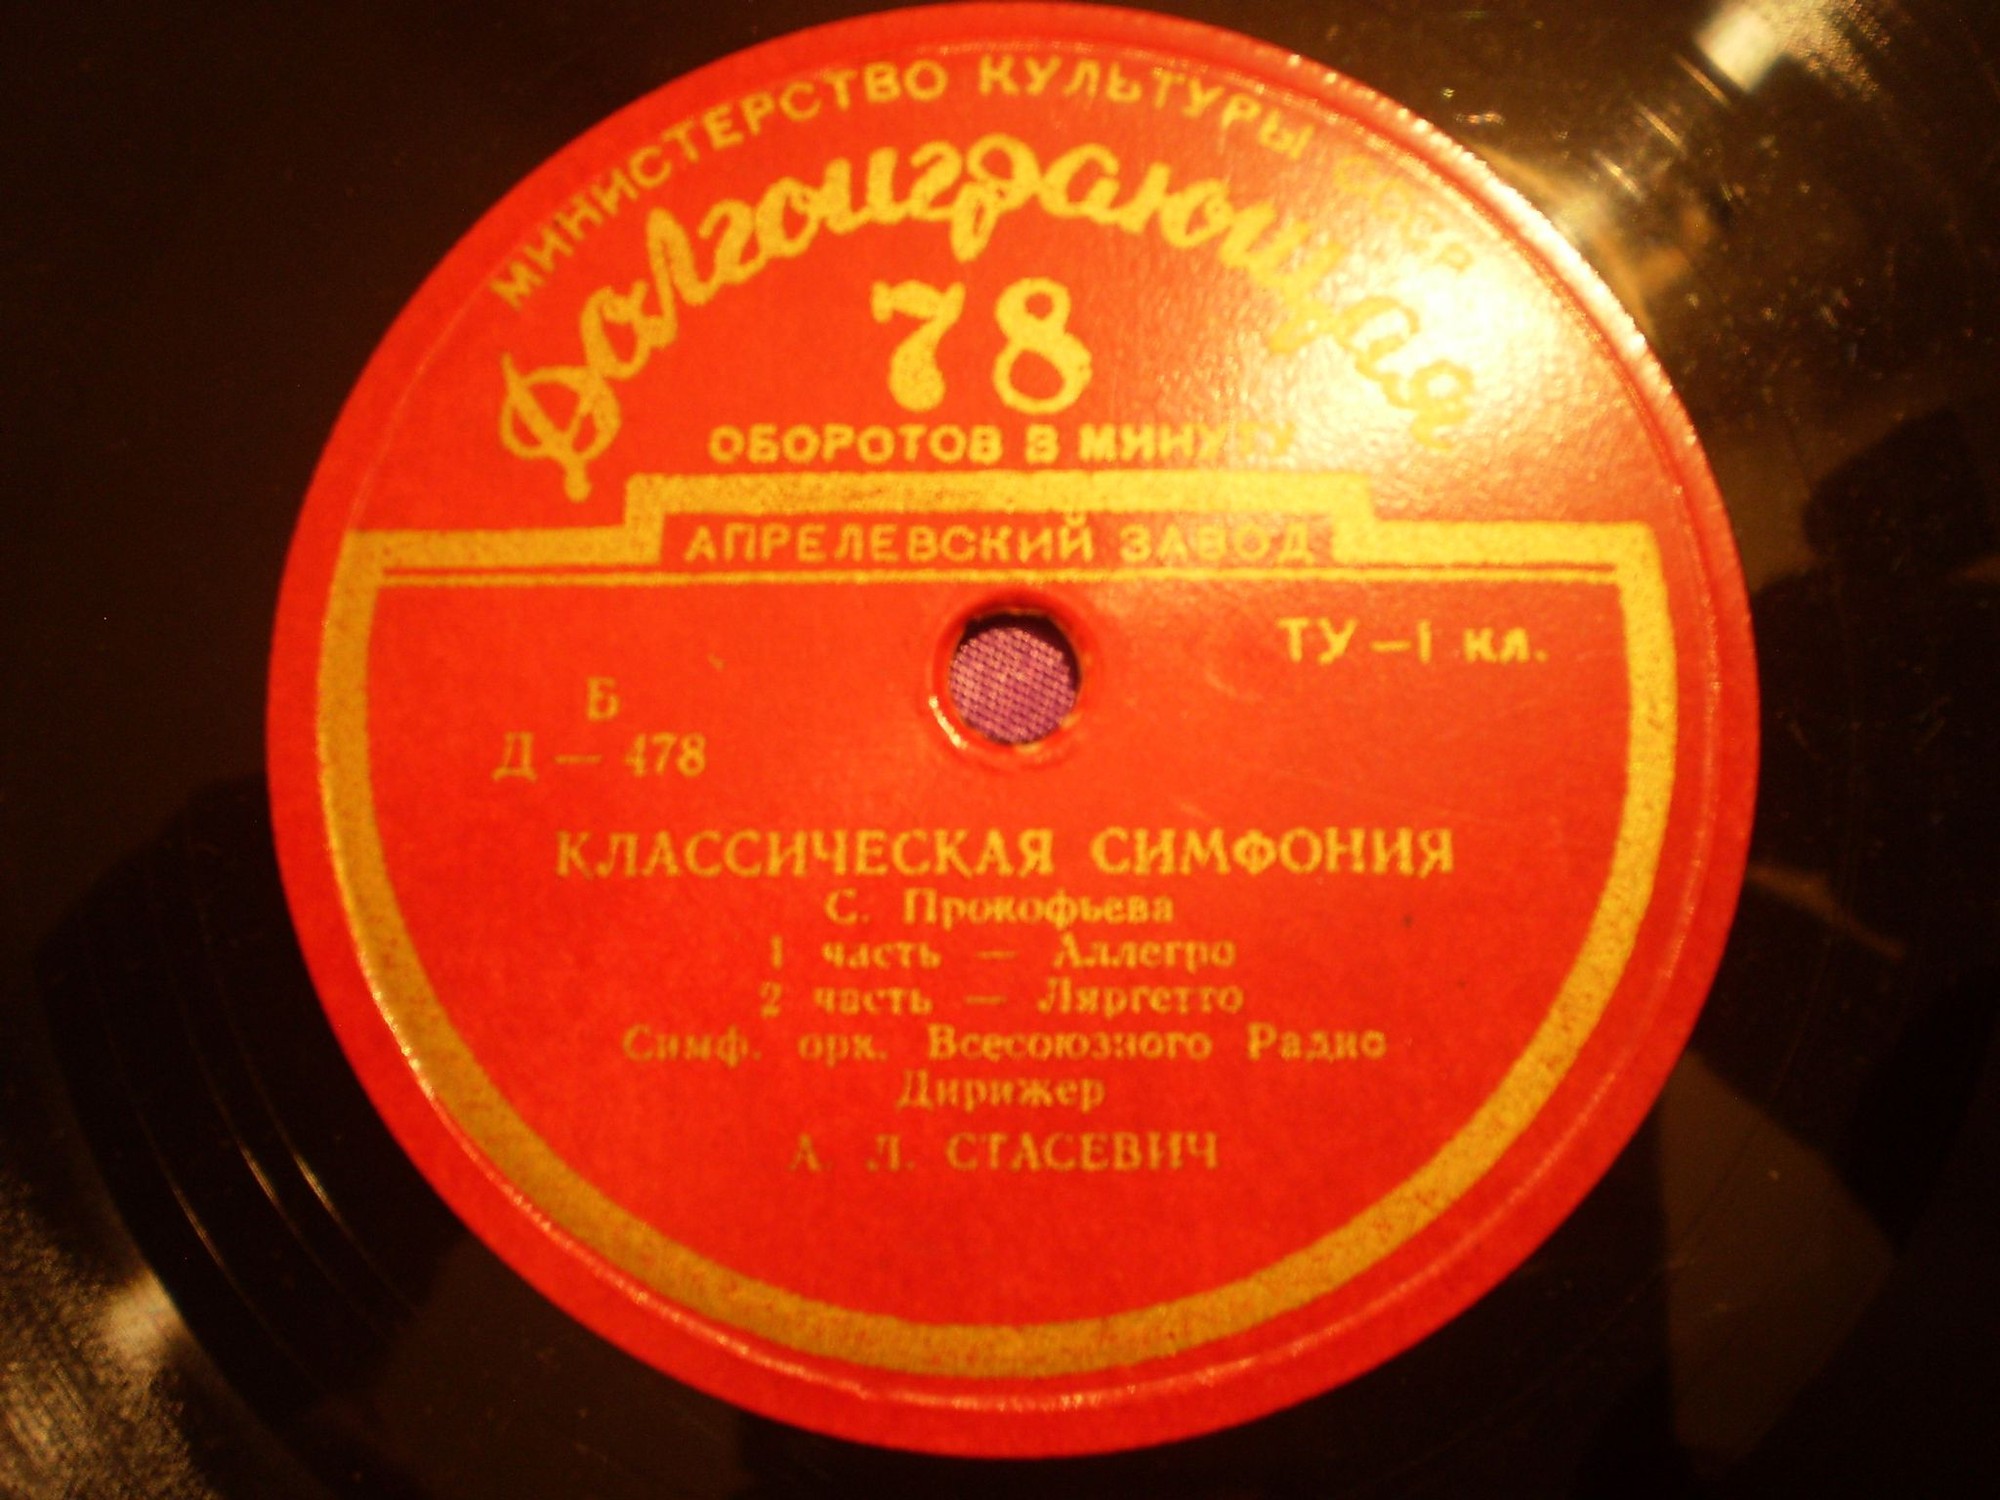 МИНИСТЕРСТВО КУЛЬТУРЫ СССР
Долгоиграющая
78
ОБОРОТОВ В МИНУТУ
АПРЕЛЕВСКИЙ ЗАВОД
ТУ – 1 кл.
Б
Д — 478
КЛАССИЧЕСКАЯ СИМФОНИЯ
С. Прокофьева
1 часть — Аллегро
2 часть — Ляргетто
Симф. орк. Всесоюзного Радио
Дирижер
А. Л. СТАСЕВИЧ